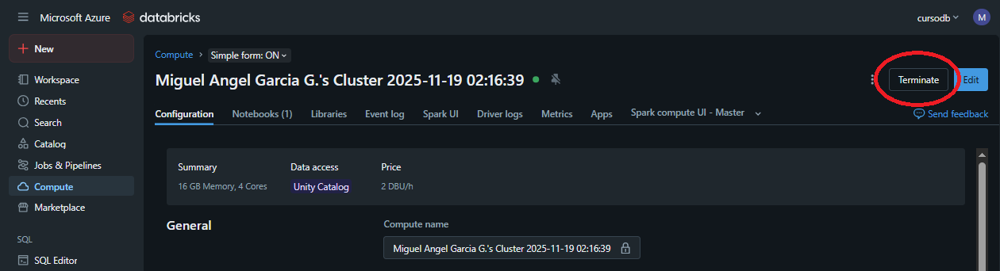 Microsoft Azure databricks cursodb M
New
Compute > Simple form: ON
Workspace
Miguel Angel Garcia G.'s Cluster 2025-11-19 02:16:39 Terminate Edit
Recents
Search
Configuration Notebooks (1) Libraries Event log Spark UI Driver logs Metrics Apps Spark compute UI - Master Send feedback
Catalog
Jobs & Pipelines
Compute
Marketplace
SQL
SQL Editor
Summary Data access Price
16 GB Memory, 4 Cores Unity Catalog 2 DBU/h
General Compute name
Miguel Angel Garcia G.'s Cluster 2025-11-19 02:16:39